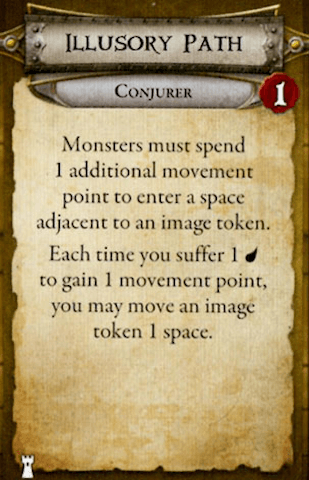 Illusory Path
Conjurer
1
Monsters must spend
1 additional movement
point to enter a space
adjacent to an image token.
Each time you suffer 1
to gain 1 movement point,
you may move an image
token 1 space.